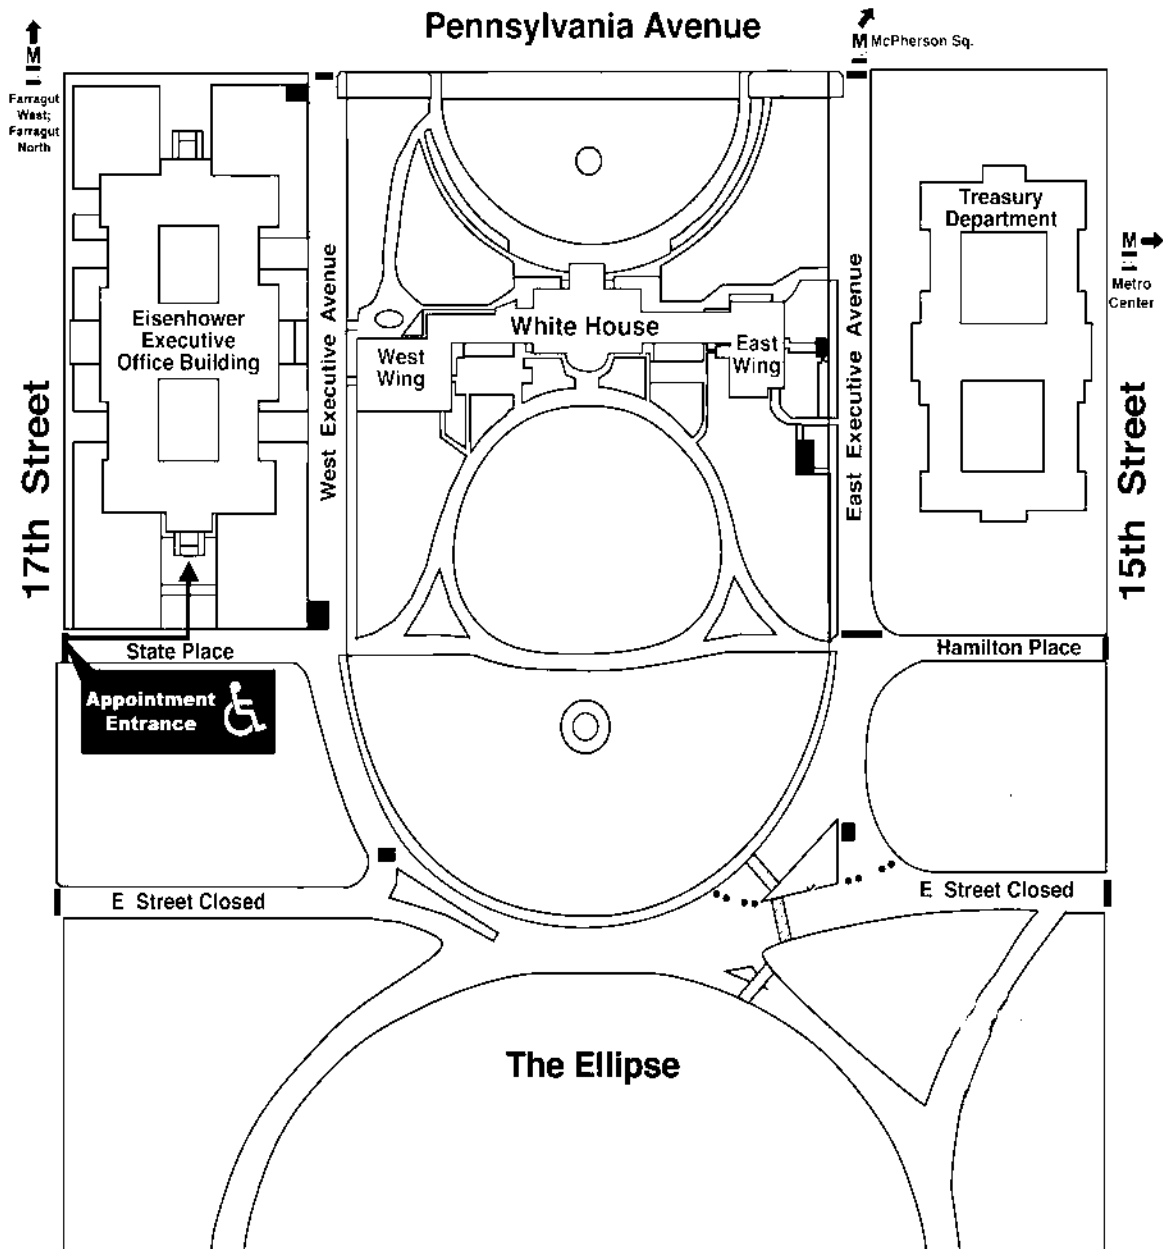 Pennsylvania Avenue
M
Farragut
West;
Farragut
North
M McPherson Sq.
Treasury
Department
M
Metro
Center
Eisenhower
Executive
Office Building
White House
West
Wing
East
Wing
17th Street
West Executive Avenue
East Executive Avenue
15th Street
State Place
Hamilton Place
Appointment
Entrance
E Street Closed
E Street Closed
The Ellipse